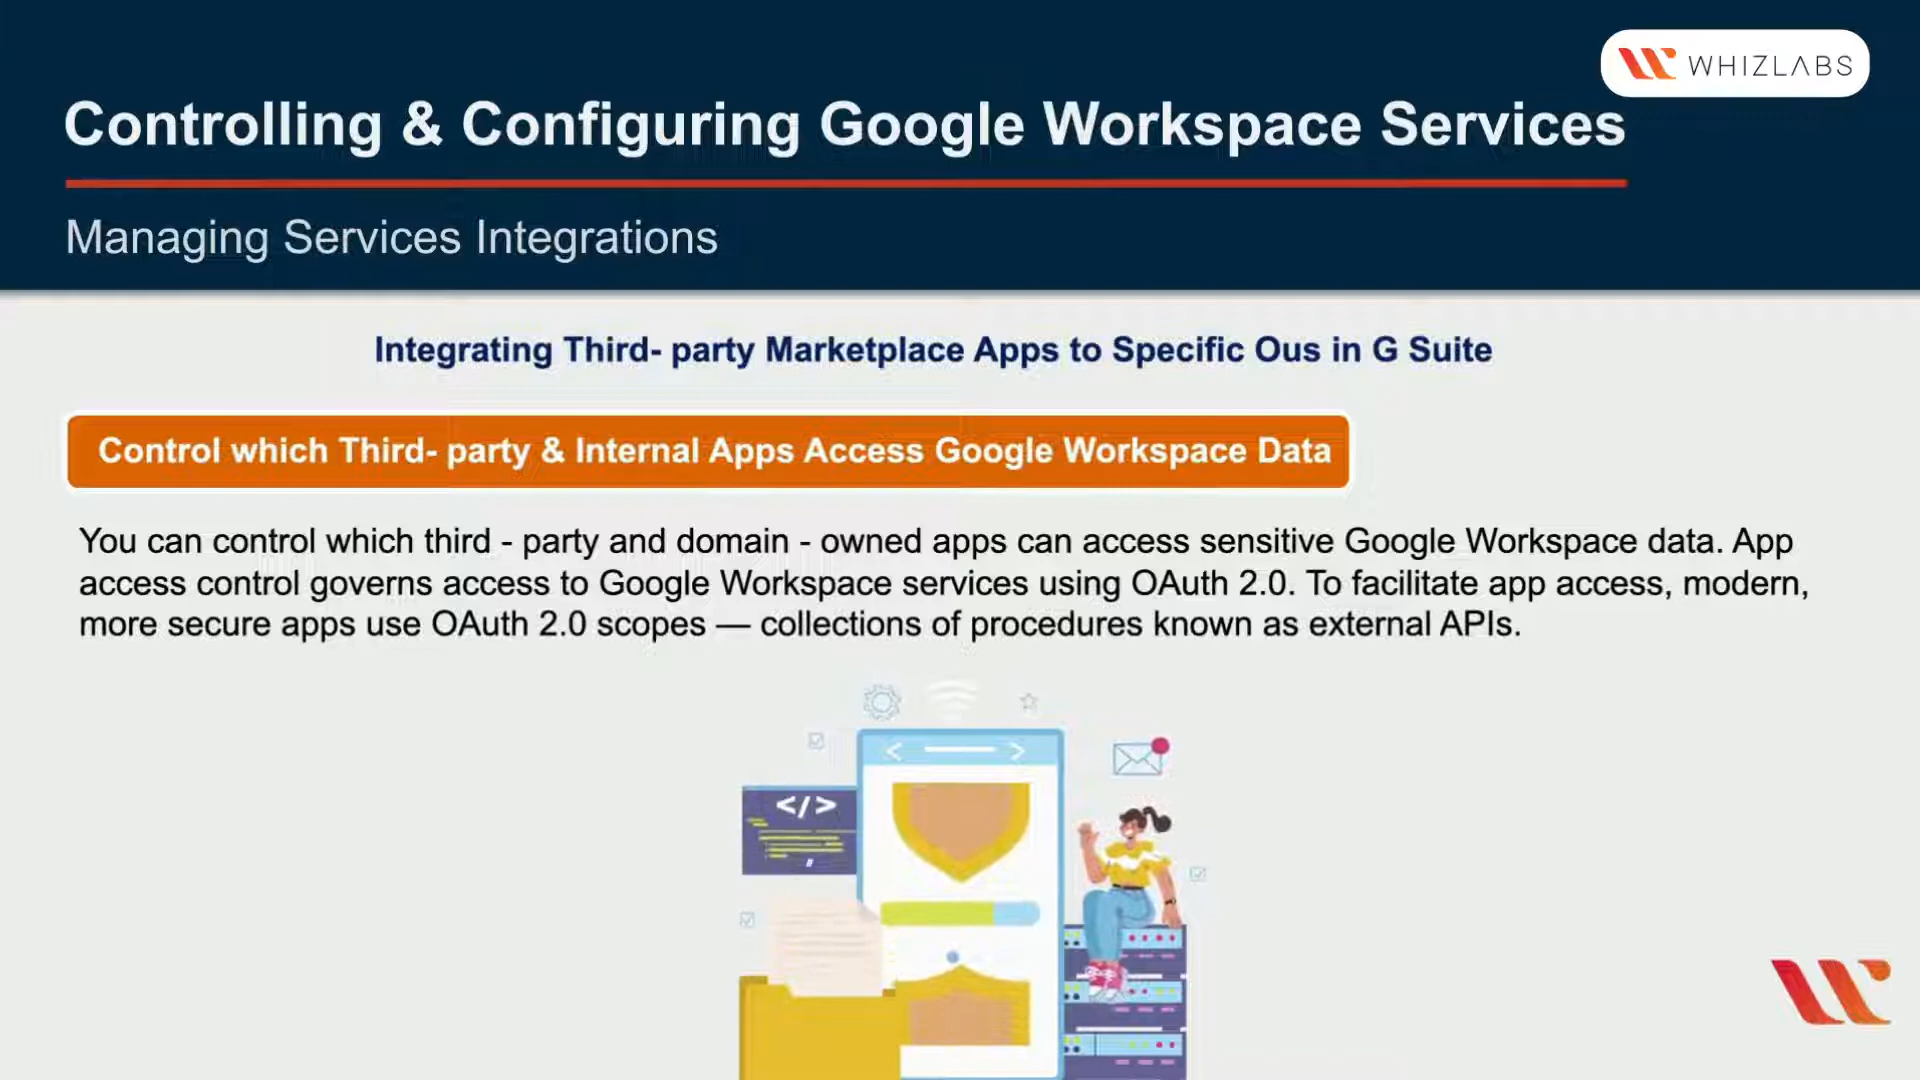 WHIZLABS
Controlling & Configuring Google Workspace Services
Managing Services Integrations
Integrating Third- party Marketplace Apps to Specific Ous in G Suite
Control which Third- party & Internal Apps Access Google Workspace Data
You can control which third - party and domain - owned apps can access sensitive Google Workspace data. App
access control governs access to Google Workspace services using OAuth 2.0. To facilitate app access, modern,
more secure apps use OAuth 2.0 scopes — collections of procedures known as external APIs.
</>